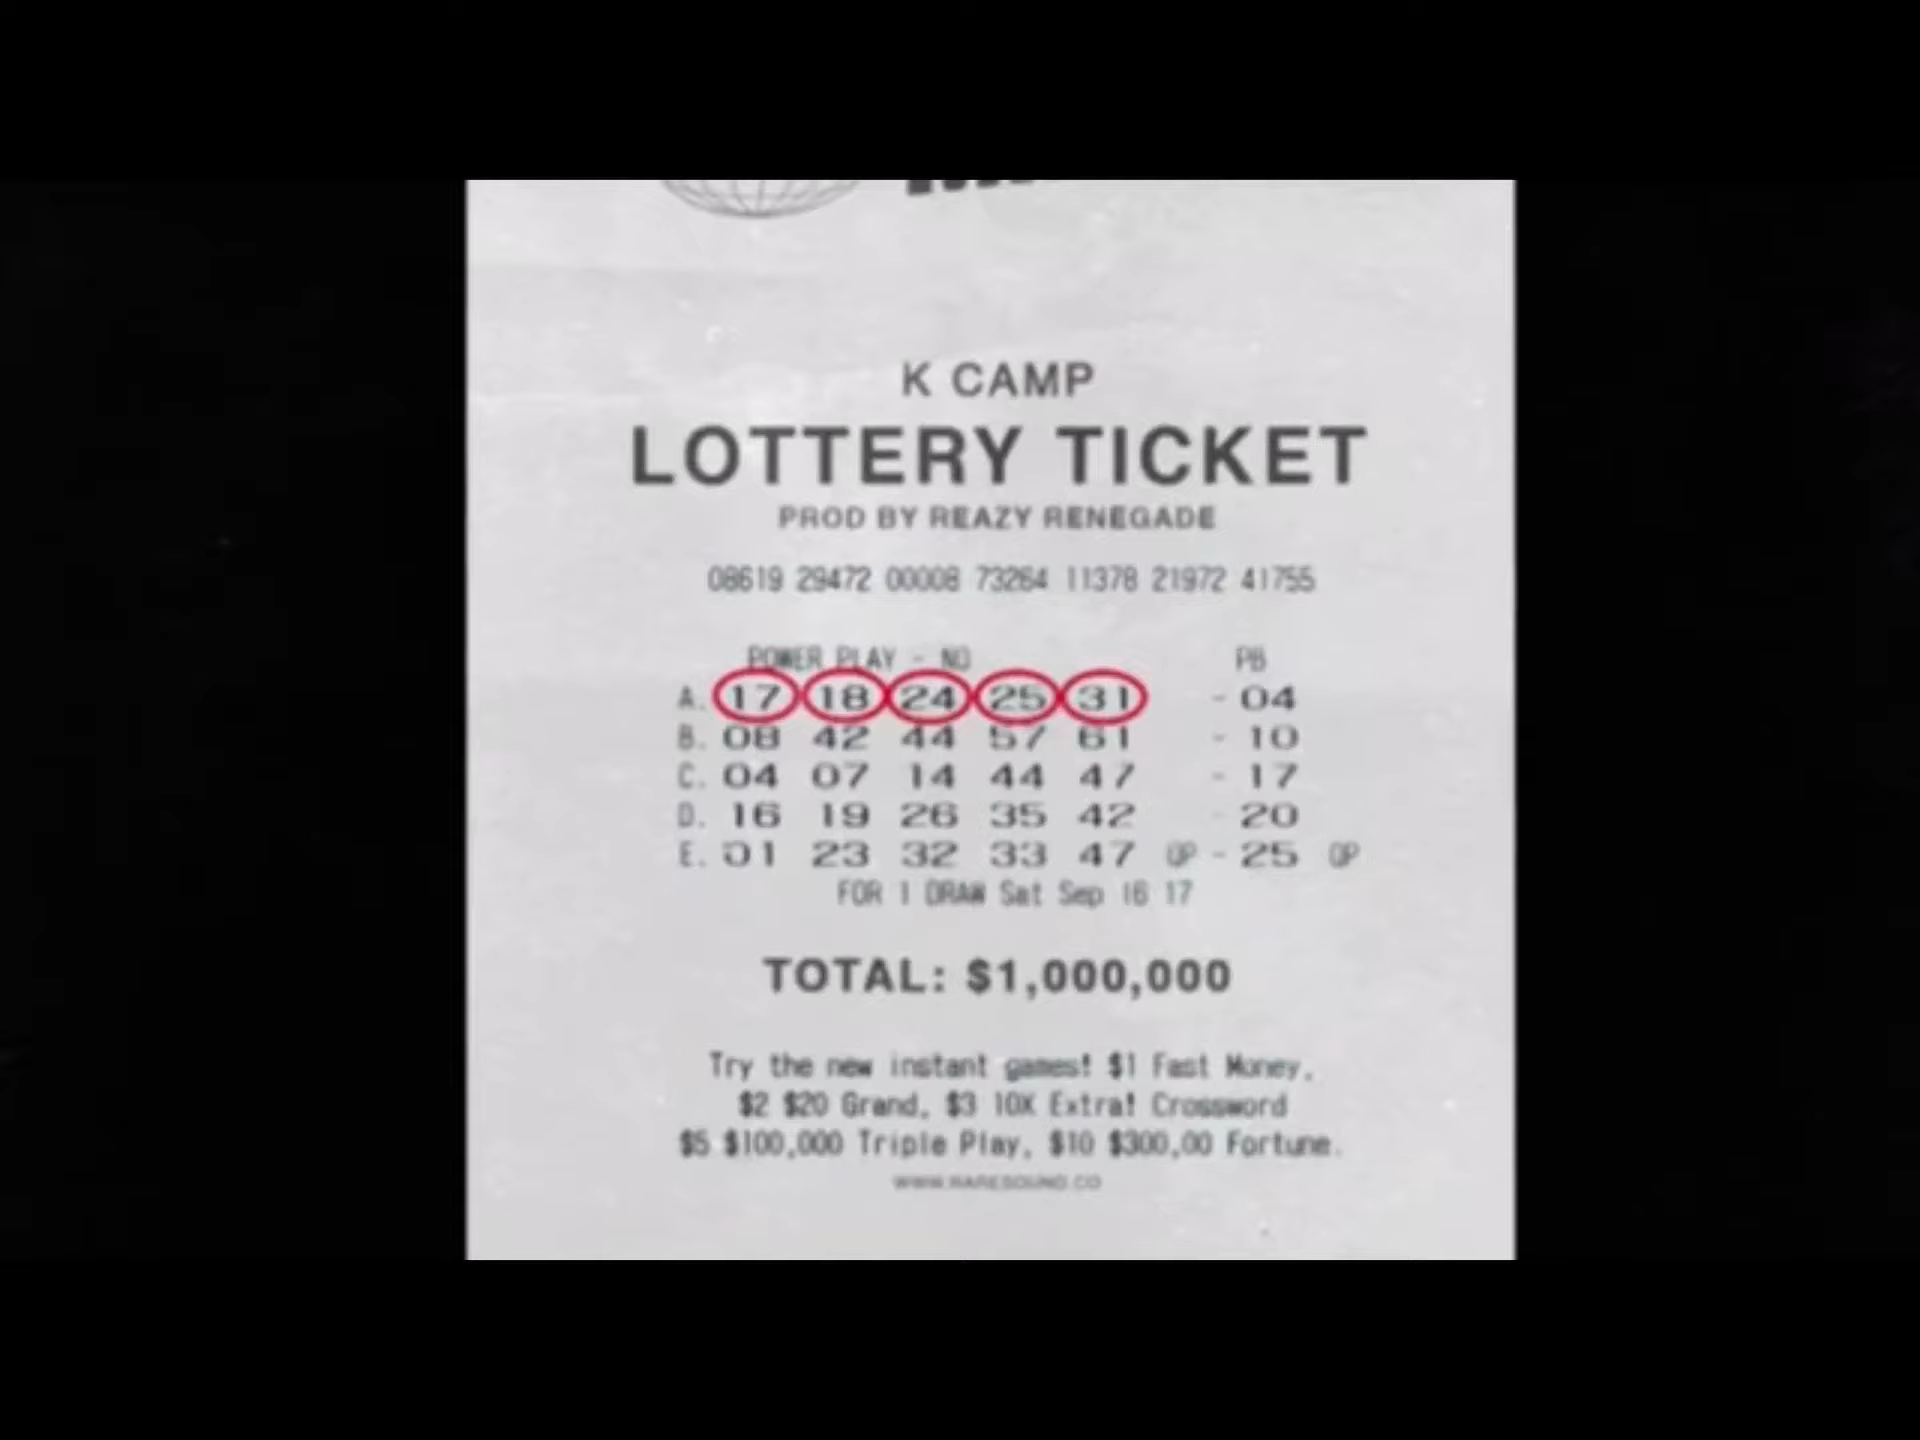 K CAMP
LOTTERY TICKET
PROD BY REAZY RENEGADE
08619 29472 00008 73264 11378 21972 41755
POWER PLAY - NO PB
A. 17 18 24 25 31 - 04
B. 08 42 44 57 61 - 10
C. 04 07 14 44 47 - 17
D. 16 19 26 35 42 - 20
E. 01 23 32 33 47 QP - 25 QP
FOR 1 DRAW Sat Sep 16 17
TOTAL: $1,000,000
Try the new instant games! $1 Fast Money,
$2 $20 Grand, $3 10X Extra! Crossword
$5 $100,000 Triple Play, $10 $300,00 Fortune.
WWW.RARESOUND.CO